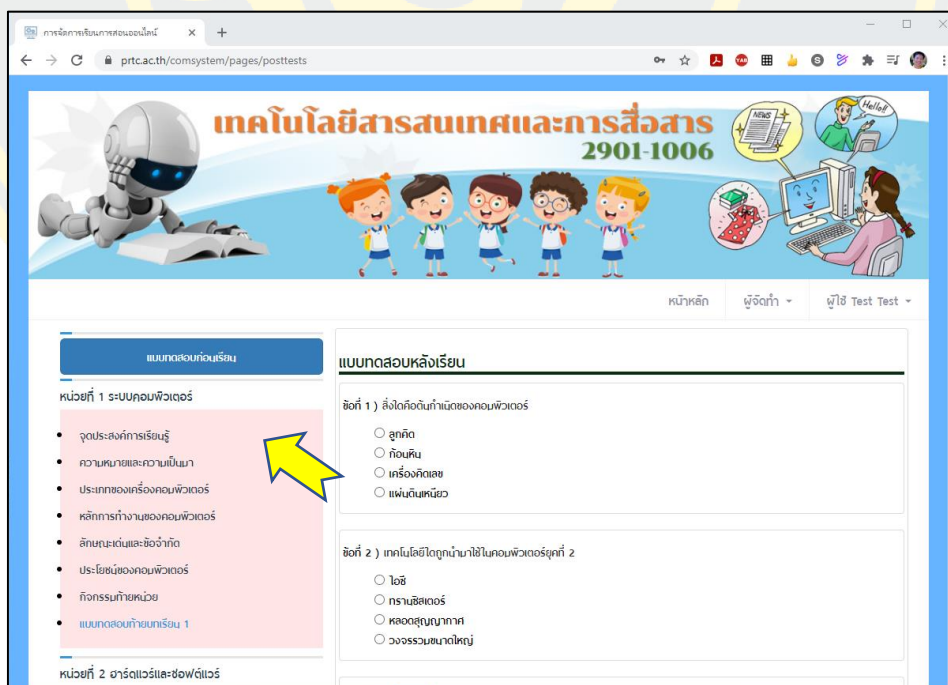 การจัดการเรียนการสอนออนไลน์
prtc.ac.th/comsystem/pages/posttests
เทคโนโลยีสารสนเทศและการสื่อสาร
2901-1006
NEWS
Hello!
หน้าหลัก ผู้จัดทำ ผู้ใช้ Test Test
แบบทดสอบก่อนเรียน
หน่วยที่ 1 ระบบคอมพิวเตอร์
จุดประสงค์การเรียนรู้
ความหมายและความเป็นมา
ประเภทของเครื่องคอมพิวเตอร์
หลักการทำงานของคอมพิวเตอร์
ลักษณะเด่นและข้อจำกัด
ประโยชน์ของคอมพิวเตอร์
กิจกรรมท้ายหน่วย
แบบทดสอบท้ายบทเรียน 1
หน่วยที่ 2 ฮาร์ดแวร์และซอฟต์แวร์
แบบทดสอบหลังเรียน
ข้อที่ 1 ) สิ่งใดคือต้นกำเนิดของคอมพิวเตอร์
ลูกคิด
ก้อนหิน
เครื่องคิดเลข
แผ่นดินเหนียว
ข้อที่ 2 ) เทคโนโลยีใดถูกนำมาใช้ในคอมพิวเตอร์ยุคที่ 2
ไอซี
ทรานซิสเตอร์
หลอดสุญญากาศ
วงจรรวมขนาดใหญ่